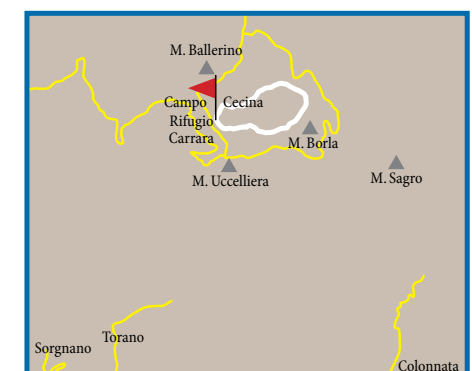 M. Ballerino
Campo Cecina
Rifugio
Carrara
M. Borla
M. Uccelliera
M. Sagro
Torano
Sorgnano
Colonnata